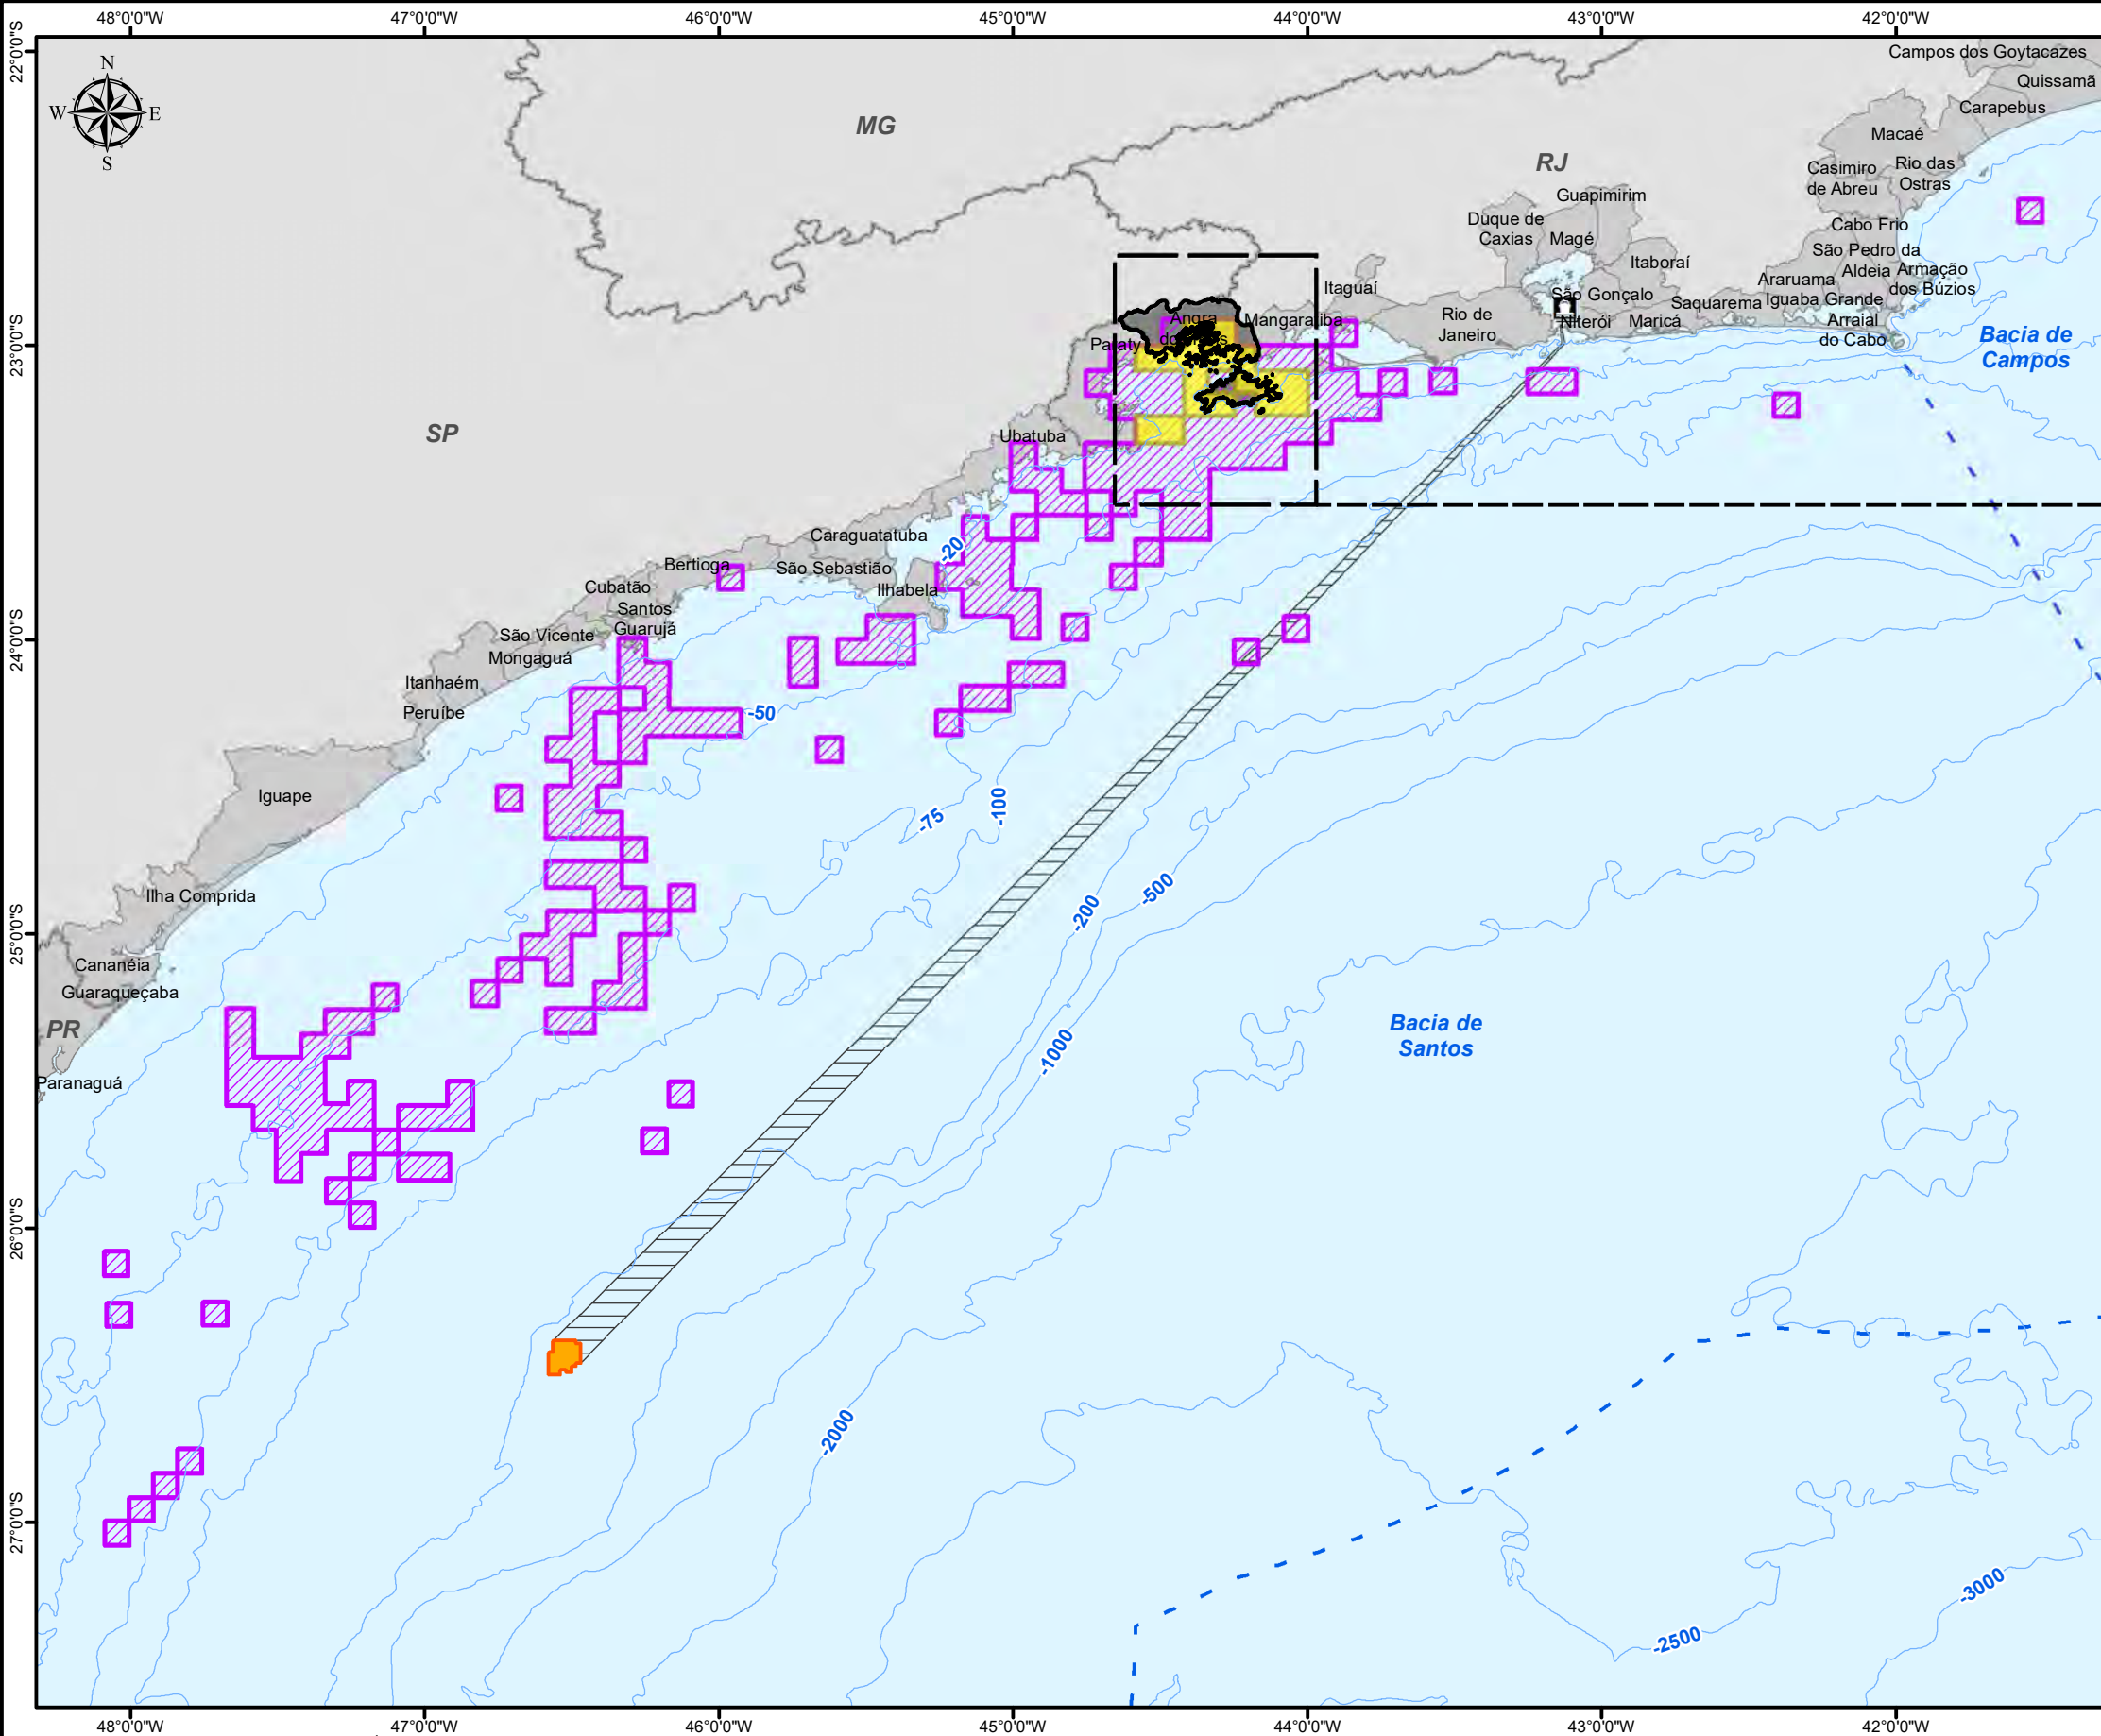 48°0'0"W
47°0'0"W
46°0'0"W
45°0'0"W
44°0'0"W
43°0'0"W
42°0'0"W
22°0'0"S
23°0'0"S
24°0'0"S
25°0'0"S
26°0'0"S
27°0'0"S
N
W
E
S
MG
RJ
SP
PR
Campos dos Goytacazes
Quissamã
Carapebus
Macaé
Casimiro
de Abreu
Rio das
Ostras
Guapimirim
Duque de
Caxias
Magé
Cabo Frio
São Pedro da
Aldeia
Itaboraí
Araruama
Armação
dos Búzios
Itaguaí
São Gonçalo
Saquarema
Iguaba Grande
Angra
dos Reis
Mangaratiba
Rio de
Janeiro
Niterói
Maricá
Arraial
do Cabo
Paraty
Bacia de
Campos
Ubatuba
Caraguatatuba
-20
Bertioga
São Sebastião
Cubatão
Ilhabela
Santos
Guarujá
São Vicente
Mongaguá
Itanhaém
Peruíbe
-50
Iguape
-75
-100
-200
-500
Ilha Comprida
Cananéia
Guaraqueçaba
Paranaguá
-1000
Bacia de
Santos
-2000
-3000
-2500
48°0'0"W
47°0'0"W
46°0'0"W
45°0'0"W
44°0'0"W
43°0'0"W
42°0'0"W